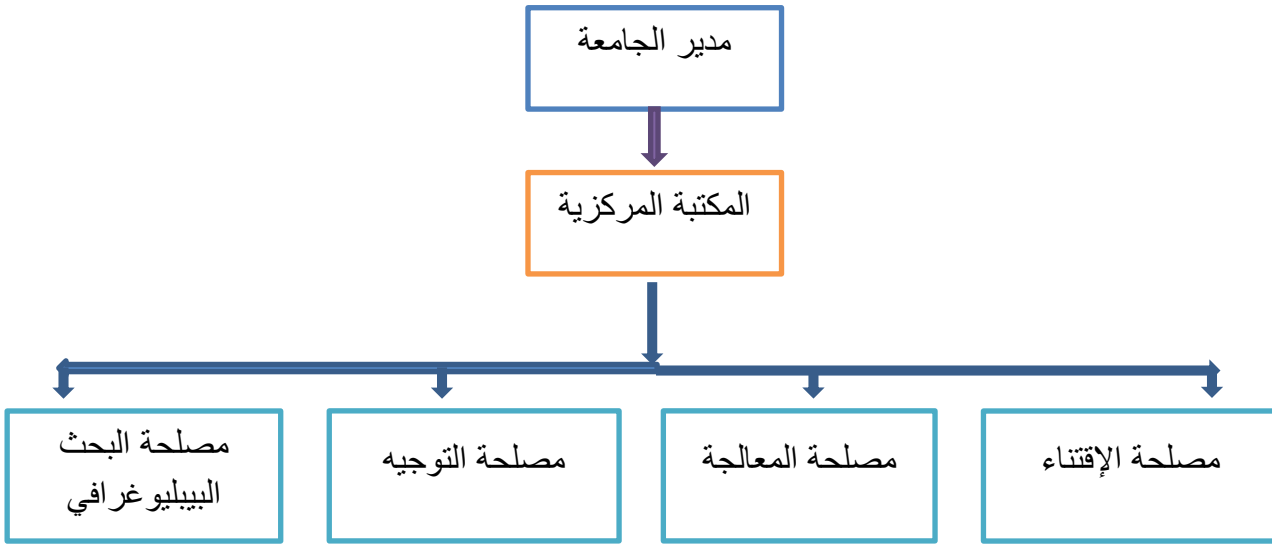 مدير الجامعة
المكتبة المركزية
مصلحة الإقتناء
مصلحة المعالجة
مصلحة التوجيه
مصلحة البحث
البيبليوغرافي